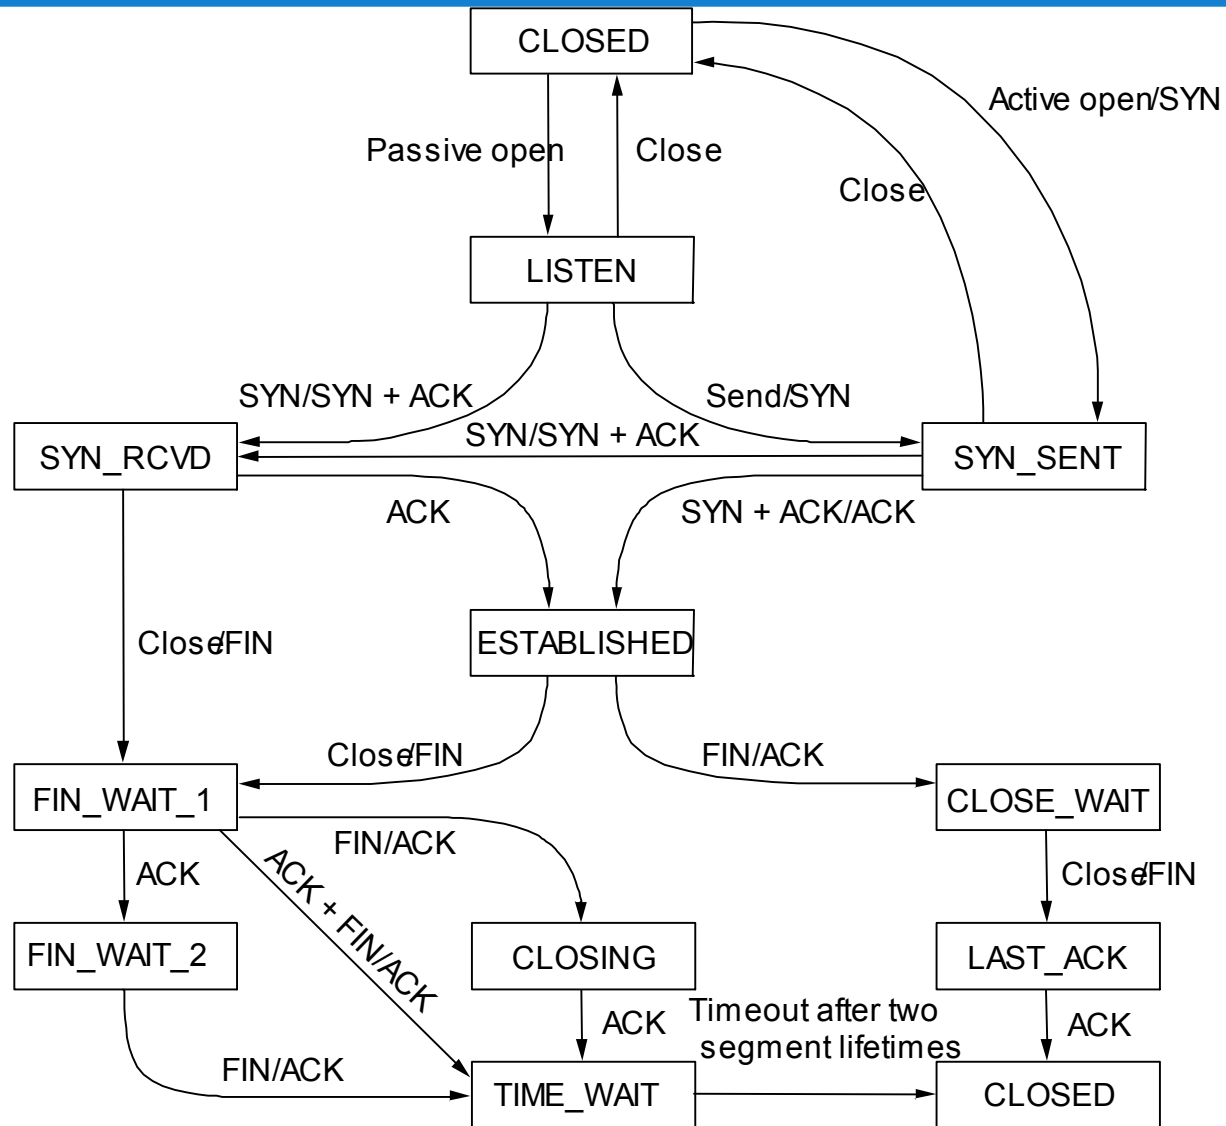 CLOSED
Active open/SYN
Passive open
Close
Close
LISTEN
SYN/SYN + ACK
Send/SYN
SYN/SYN + ACK
SYN_RCVD
SYN_SENT
ACK
SYN + ACK/ACK
ESTABLISHED
Close/FIN
Close/FIN
FIN/ACK
FIN_WAIT_1
CLOSE_WAIT
FIN/ACK
ACK
ACK + FIN/ACK
Close/FIN
FIN_WAIT_2
CLOSING
LAST_ACK
Timeout after two
segment lifetimes
ACK
ACK
FIN/ACK
TIME_WAIT
CLOSED